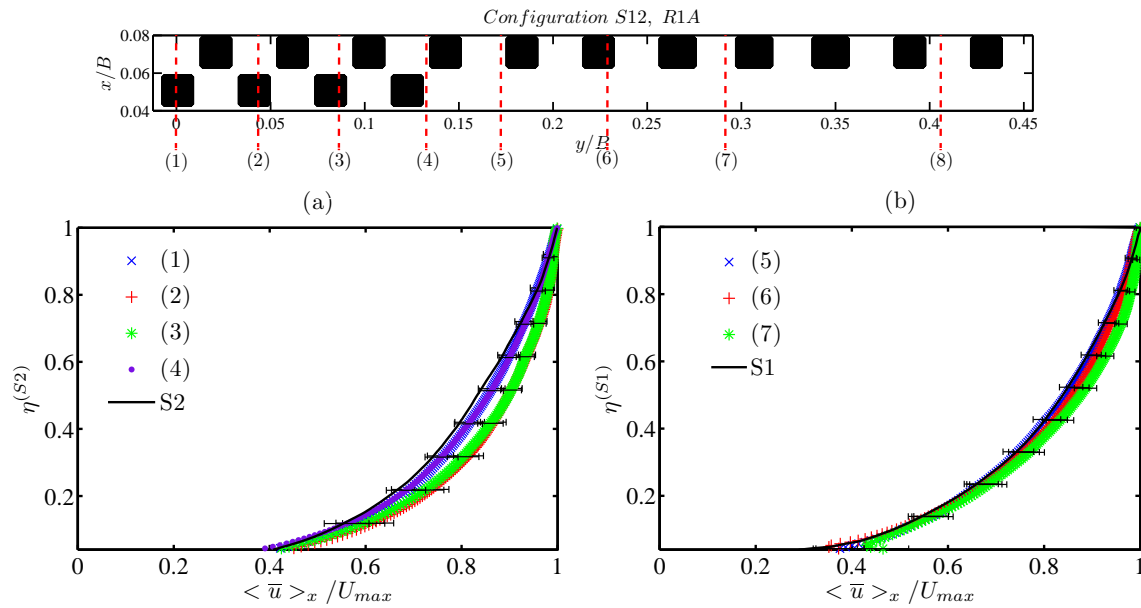 Configuration S12, R1A
x/B
0.08
0.06
0.04
0 0.05 0.1 0.15 0.2 0.25 0.3 0.35 0.4 0.45
y/B
(1) (2) (3) (4) (5) (6) (7) (8)
(a)
η^(S2)
1
0.8
0.6
0.4
0.2
(1)
(2)
(3)
(4)
S2
0 0.2 0.4 0.6 0.8 1
< u̅ >x /Umax
(b)
η^(S1)
1
0.8
0.6
0.4
0.2
(5)
(6)
(7)
S1
0 0.2 0.4 0.6 0.8 1
< u̅ >x /Umax